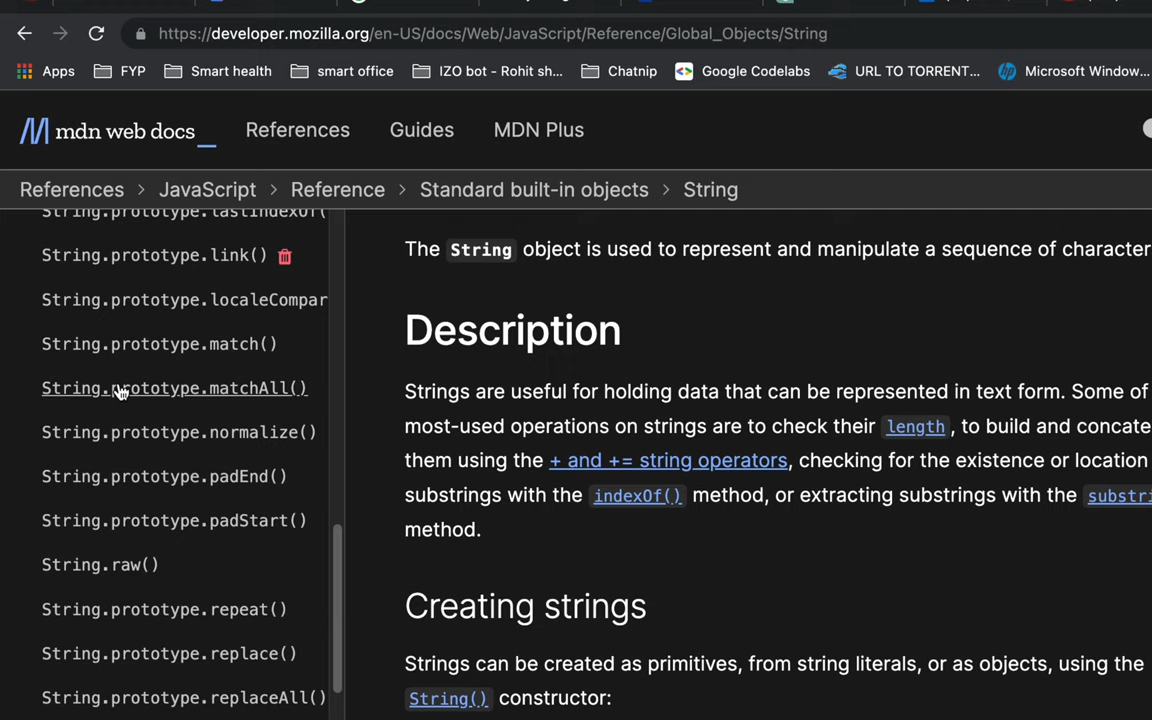 https://developer.mozilla.org/en-US/docs/Web/JavaScript/Reference/Global_Objects/String
Apps FYP Smart health smart office IZO bot - Rohit sh... Chatnip Google Codelabs URL TO TORRENT... Microsoft Window...
mdn web docs_ References Guides MDN Plus
References > JavaScript > Reference > Standard built-in objects > String
String.prototype.lastIndexOf(
String.prototype.link()
String.prototype.localeCompar
String.prototype.match()
String.prototype.matchAll()
String.prototype.normalize()
String.prototype.padEnd()
String.prototype.padStart()
String.raw()
String.prototype.repeat()
String.prototype.replace()
String.prototype.replaceAll()
The String object is used to represent and manipulate a sequence of character
Description
Strings are useful for holding data that can be represented in text form. Some of
most-used operations on strings are to check their length, to build and concate
them using the + and += string operators, checking for the existence or location
substrings with the indexOf() method, or extracting substrings with the substri
method.
Creating strings
Strings can be created as primitives, from string literals, or as objects, using the
String() constructor: